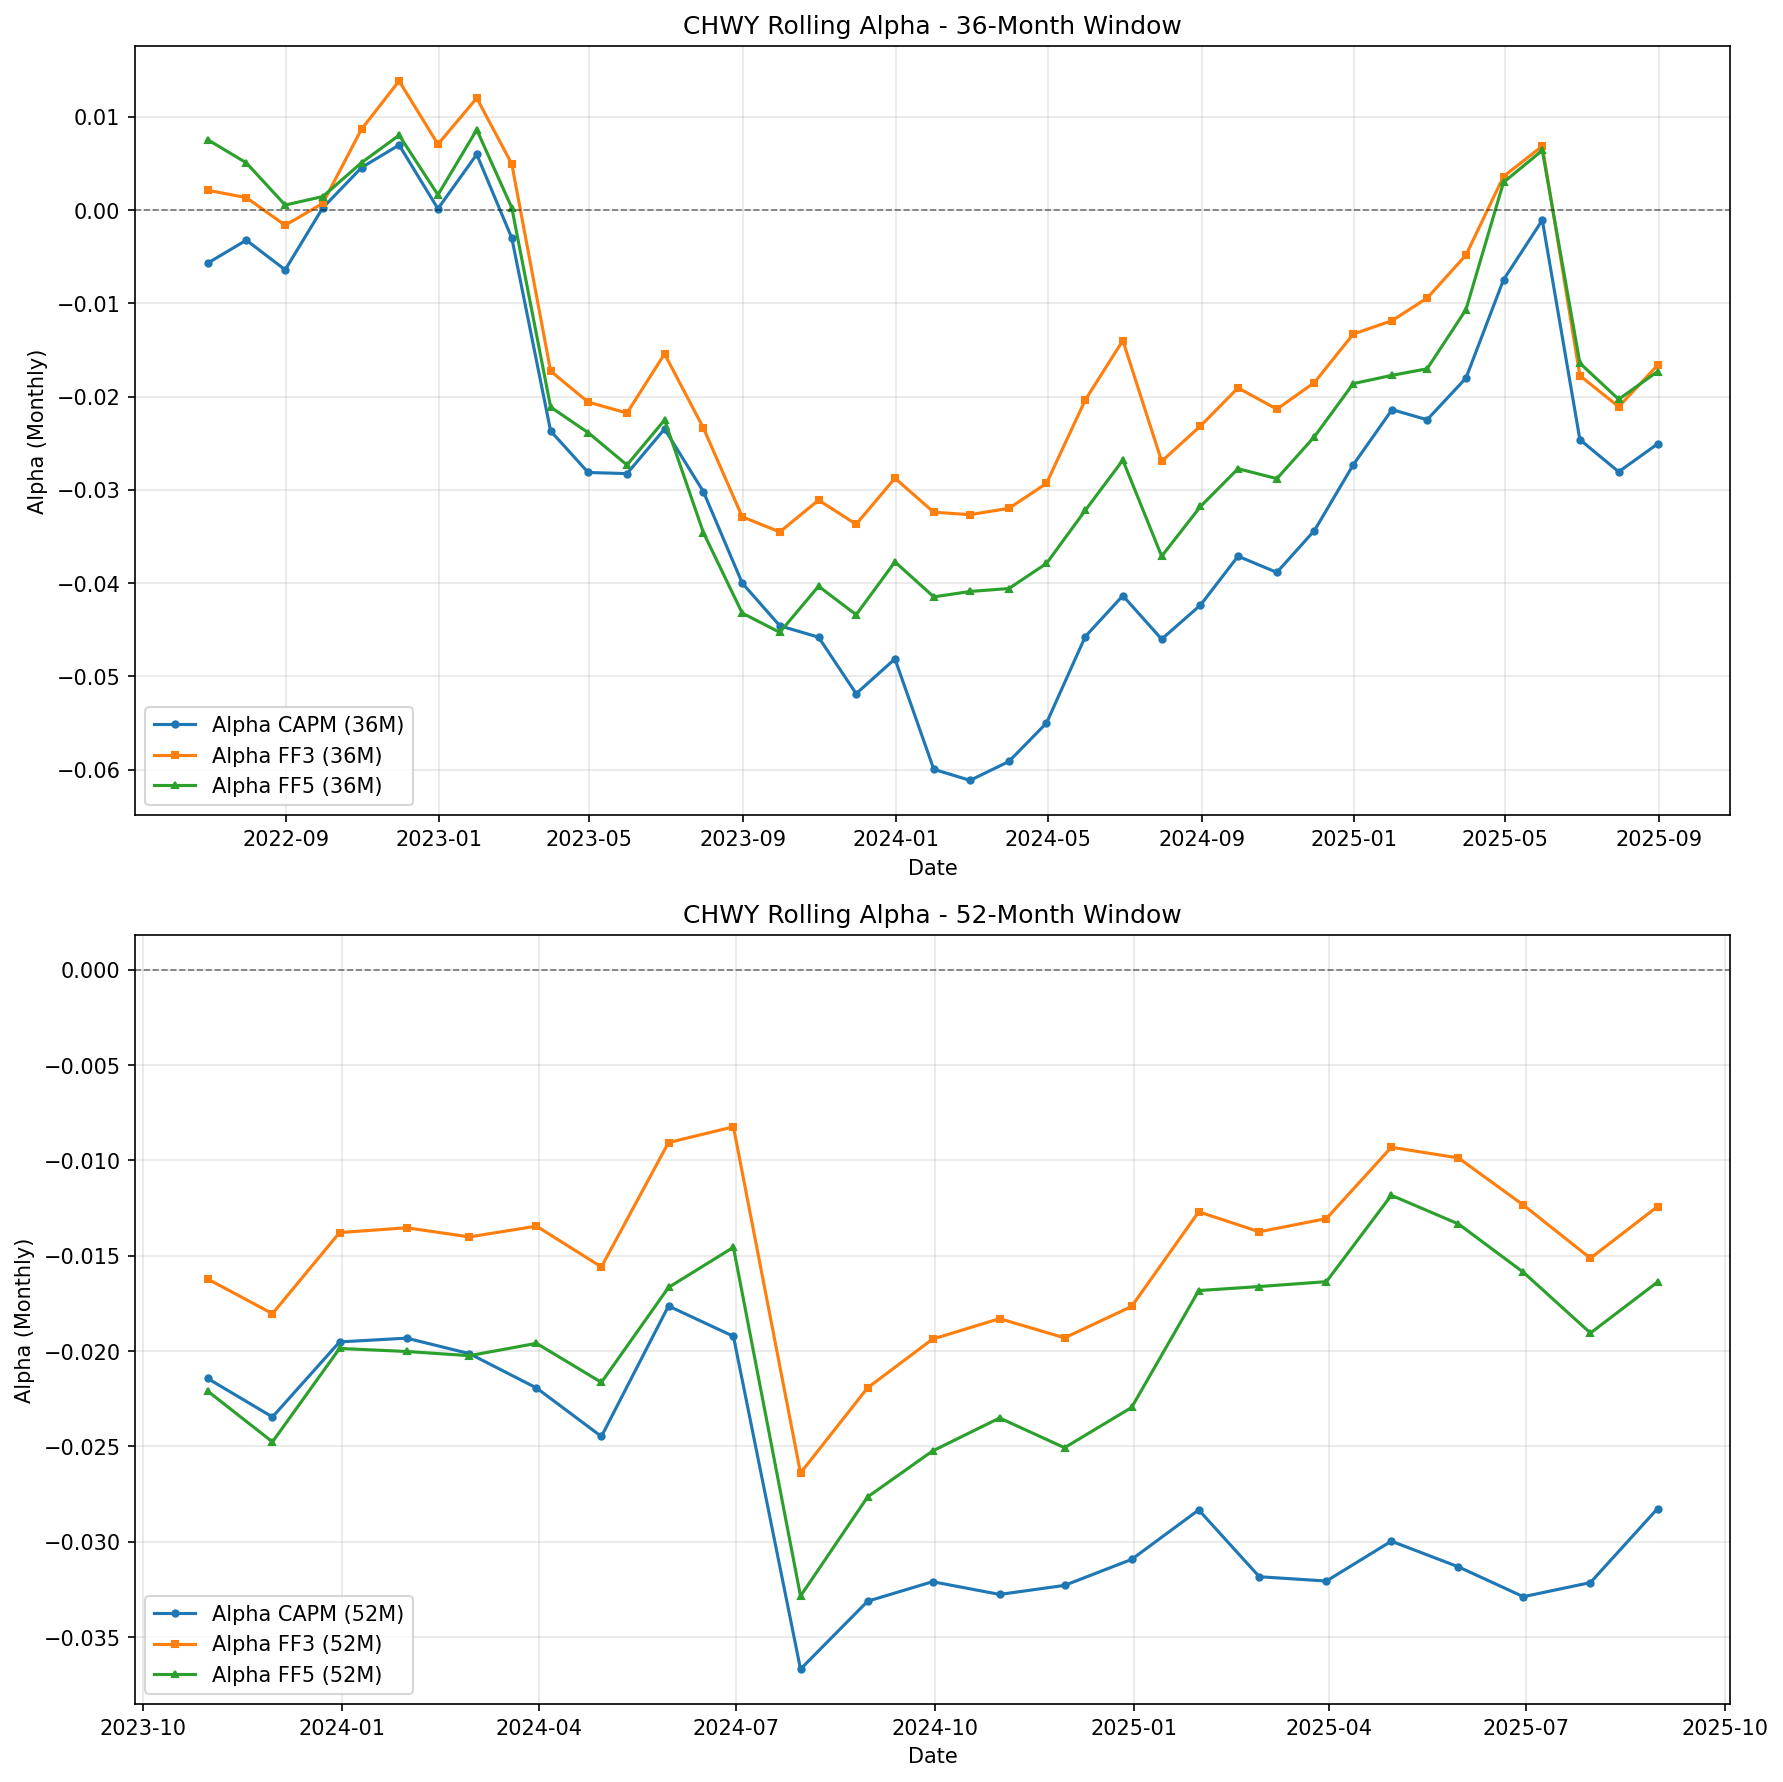 CHWY Rolling Alpha - 36-Month Window
0.01
0.00
−0.01
−0.02
−0.03
−0.04
−0.05
−0.06
Alpha (Monthly)
Alpha CAPM (36M)
Alpha FF3 (36M)
Alpha FF5 (36M)
2022-09 2023-01 2023-05 2023-09 2024-01 2024-05 2024-09 2025-01 2025-05 2025-09
Date
CHWY Rolling Alpha - 52-Month Window
0.000
−0.005
−0.010
−0.015
−0.020
−0.025
−0.030
−0.035
Alpha (Monthly)
Alpha CAPM (52M)
Alpha FF3 (52M)
Alpha FF5 (52M)
2023-10 2024-01 2024-04 2024-07 2024-10 2025-01 2025-04 2025-07 2025-10
Date